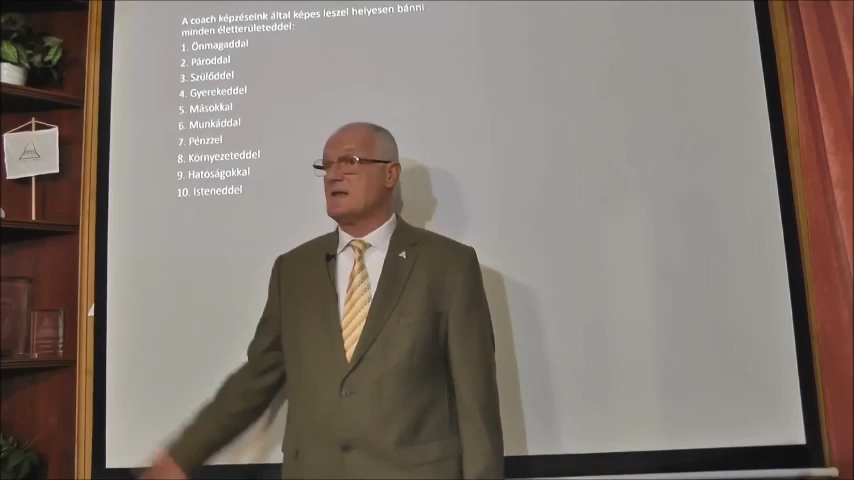 A coach képzéseink által képes leszel helyesen bánni
minden életterületeddel:
1. Önmagaddal
2. Pároddal
3. Szülőddel
4. Gyerekeddel
5. Másokkal
6. Munkáddal
7. Pénzzel
8. Környezeteddel
9. Hatóságokkal
10. Isteneddel